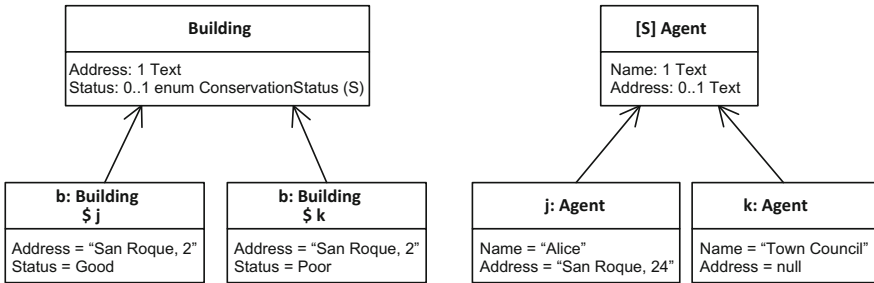 Building
Address: 1 Text
Status: 0..1 enum ConservationStatus (S)
[S] Agent
Name: 1 Text
Address: 0..1 Text
b: Building
$ j
Address = “San Roque, 2”
Status = Good
b: Building
$ k
Address = “San Roque, 2”
Status = Poor
j: Agent
Name = “Alice”
Address = “San Roque, 24”
k: Agent
Name = “Town Council”
Address = null